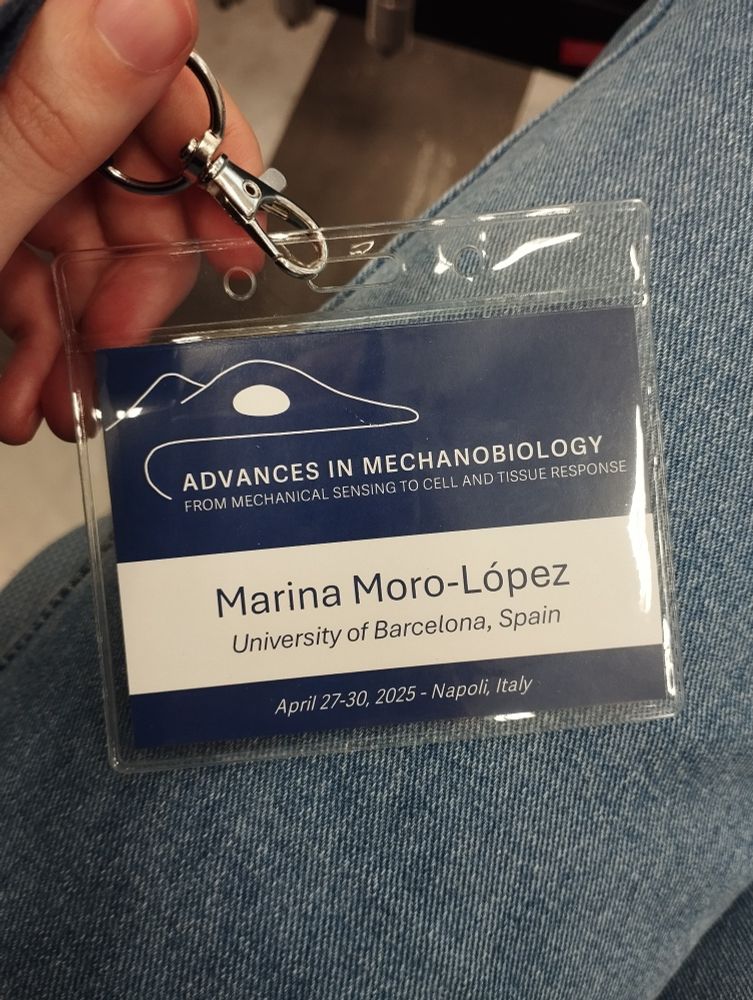 ADVANCES IN MECHANOBIOLOGY
FROM MECHANICAL SENSING TO CELL AND TISSUE RESPONSE
Marina Moro-López
University of Barcelona, Spain
April 27-30, 2025 - Napoli, Italy